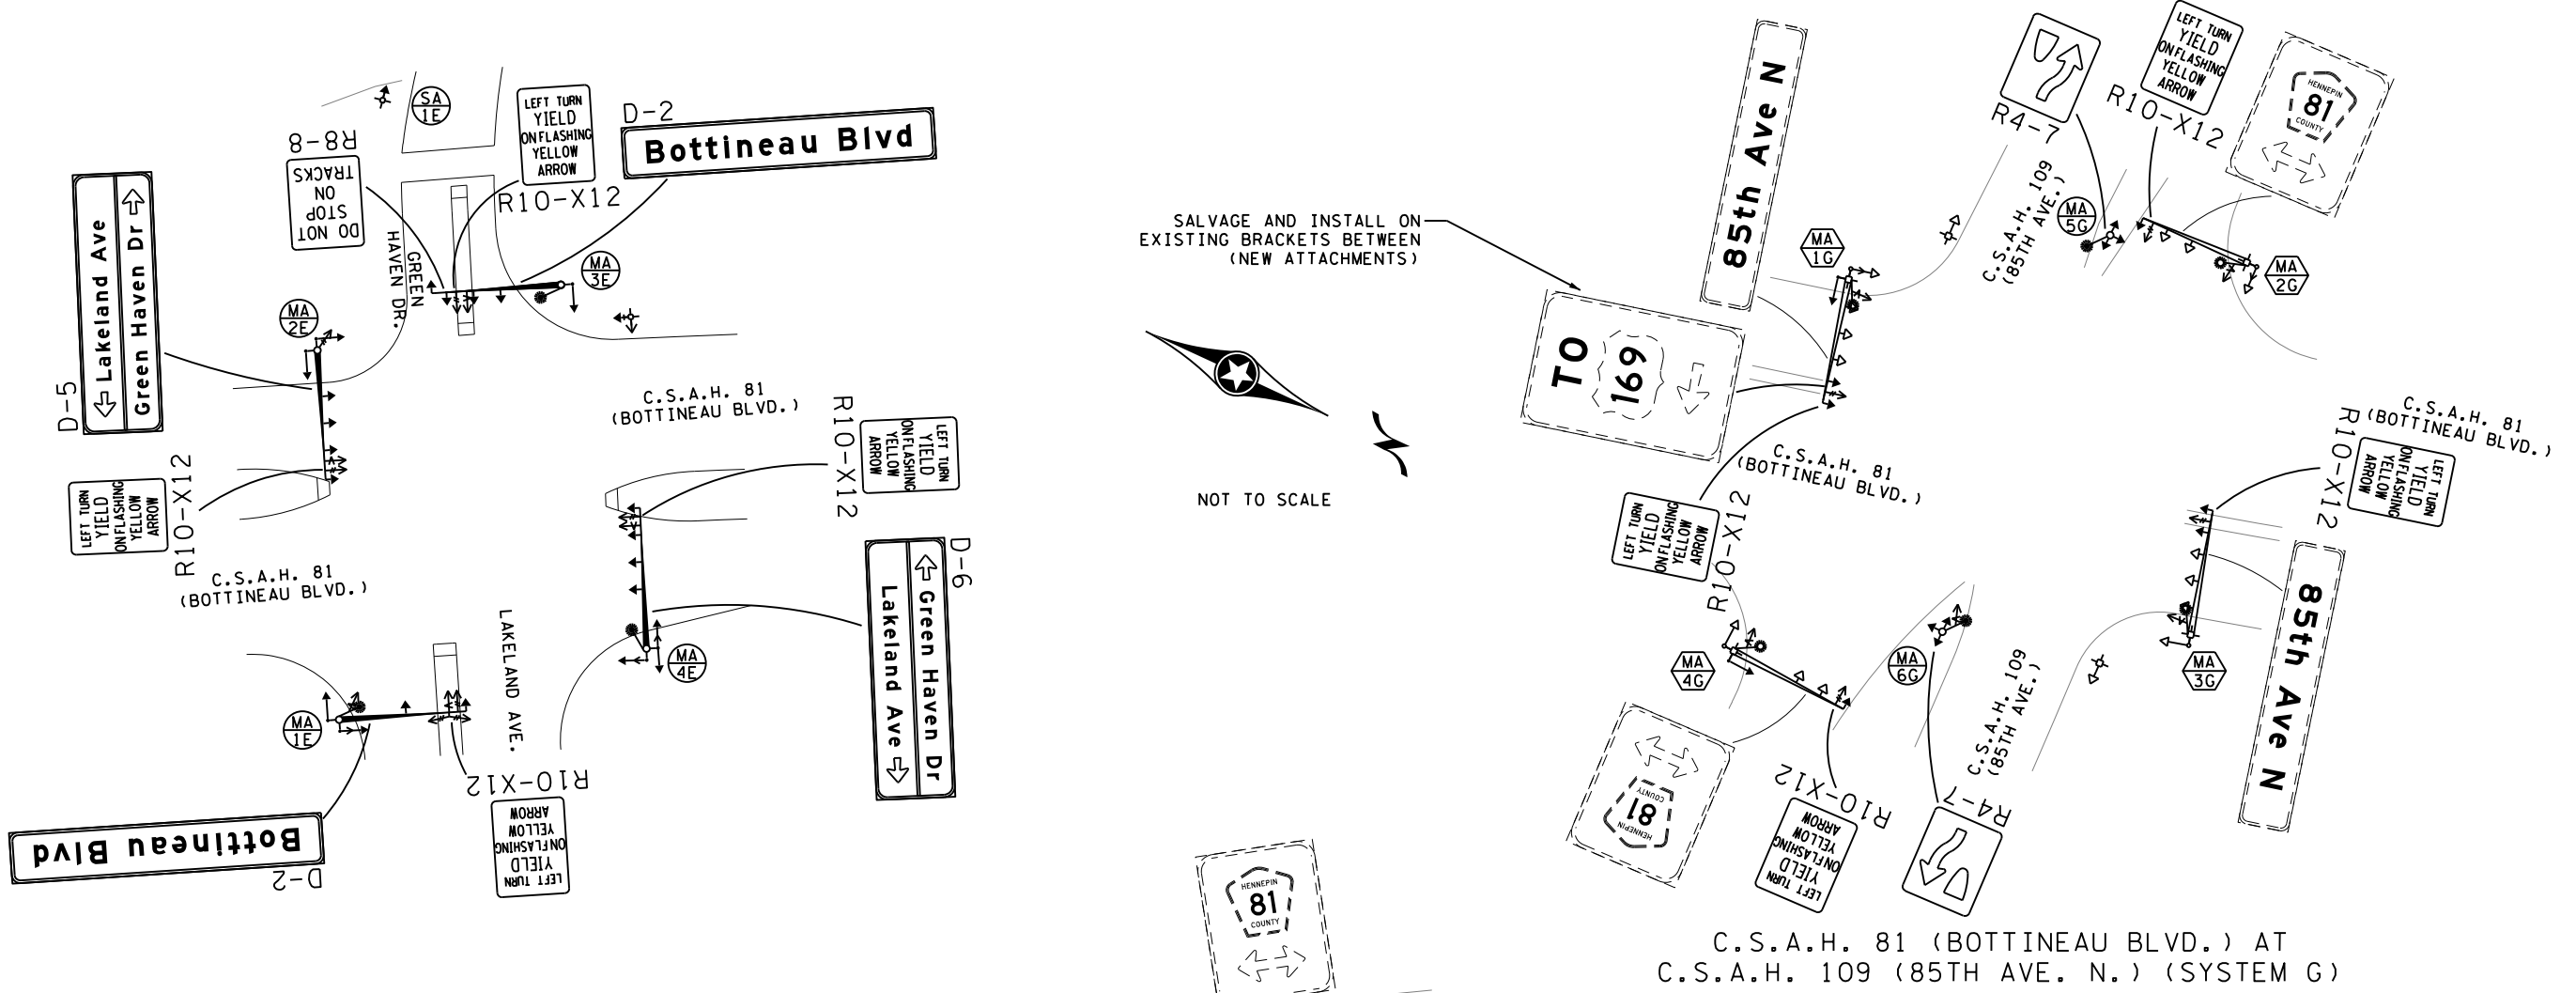 SA
1E
R8-8
DO NOT
STOP
ON
TRACKS
LEFT TURN
YIELD
ON FLASHING
YELLOW
ARROW
R10-X12
D-2
Bottineau Blvd
Lakeland Ave
Green Haven Dr
D-5
GREEN
HAVEN DR.
MA
3E
MA
2E
LEFT TURN
YIELD
ON FLASHING
YELLOW
ARROW
R10-X12
C.S.A.H. 81
(BOTTINEAU BLVD.)
C.S.A.H. 81
(BOTTINEAU BLVD.)
R10-X12
LEFT TURN
YIELD
ON FLASHING
YELLOW
ARROW
D-6
Green Haven Dr
Lakeland Ave
LAKELAND AVE.
MA
4E
MA
1E
R10-X12
LEFT TURN
YIELD
ON FLASHING
YELLOW
ARROW
Bottineau Blvd
D-2
SALVAGE AND INSTALL ON
EXISTING BRACKETS BETWEEN
(NEW ATTACHMENTS)
NOT TO SCALE
85th Ave N
TO
169
MA
1G
R4-7
LEFT TURN
YIELD
ON FLASHING
YELLOW
ARROW
R10-X12
HENNEPIN
81
COUNTY
C.S.A.H. 109
(85TH AVE.)
MA
5G
MA
2G
C.S.A.H. 81
(BOTTINEAU BLVD.)
C.S.A.H. 81
(BOTTINEAU BLVD.)
LEFT TURN
YIELD
ON FLASHING
YELLOW
ARROW
R10-X12
R10-X12
LEFT TURN
YIELD
ON FLASHING
YELLOW
ARROW
85th Ave N
MA
4G
MA
6G
MA
3G
C.S.A.H. 109
(85TH AVE.)
HENNEPIN
81
COUNTY
R10-X12
LEFT TURN
YIELD
ON FLASHING
YELLOW
ARROW
R4-7
HENNEPIN
81
COUNTY
C.S.A.H. 81 (BOTTINEAU BLVD.) AT
C.S.A.H. 109 (85TH AVE. N.) (SYSTEM G)